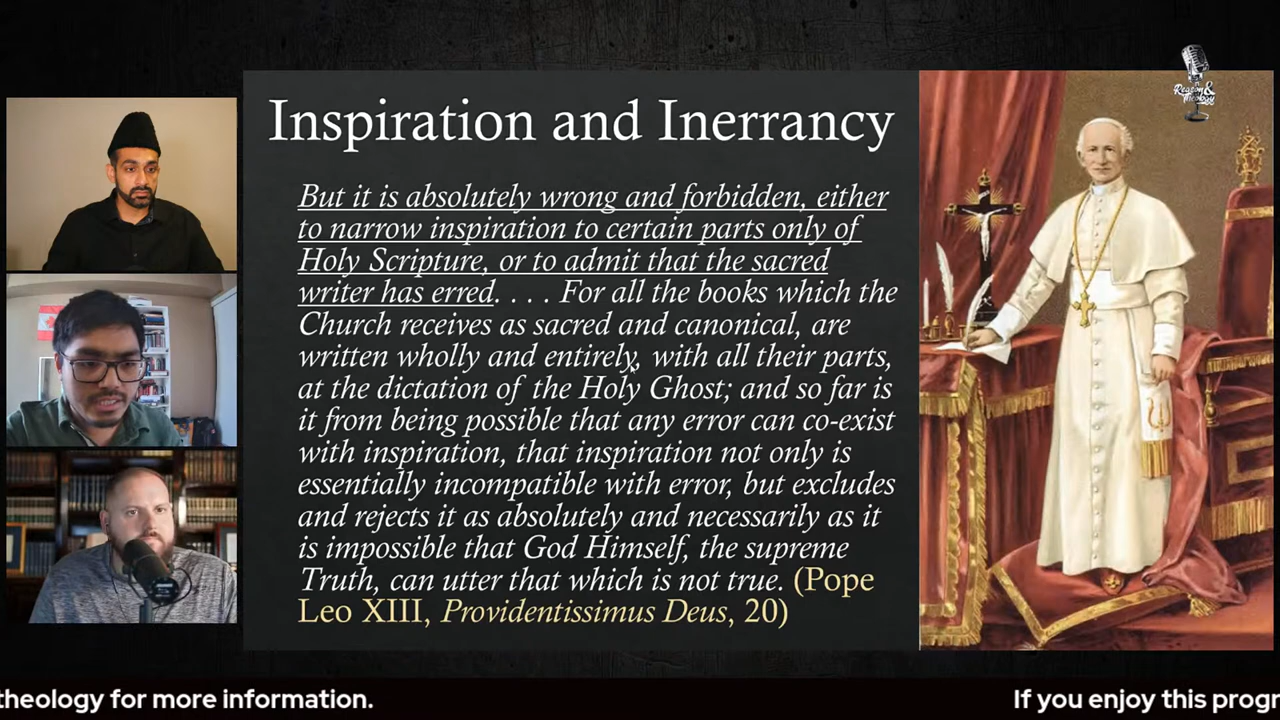 Reason &
Theology
Inspiration and Inerrancy
But it is absolutely wrong and forbidden, either
to narrow inspiration to certain parts only of
Holy Scripture, or to admit that the sacred
writer has erred. . . . For all the books which the
Church receives as sacred and canonical, are
written wholly and entirely, with all their parts,
at the dictation of the Holy Ghost; and so far is
it from being possible that any error can co-exist
with inspiration, that inspiration not only is
essentially incompatible with error, but excludes
and rejects it as absolutely and necessarily as it
is impossible that God Himself, the supreme
Truth, can utter that which is not true. (Pope
Leo XIII, Providentissimus Deus, 20)
theology for more information.
If you enjoy this progr